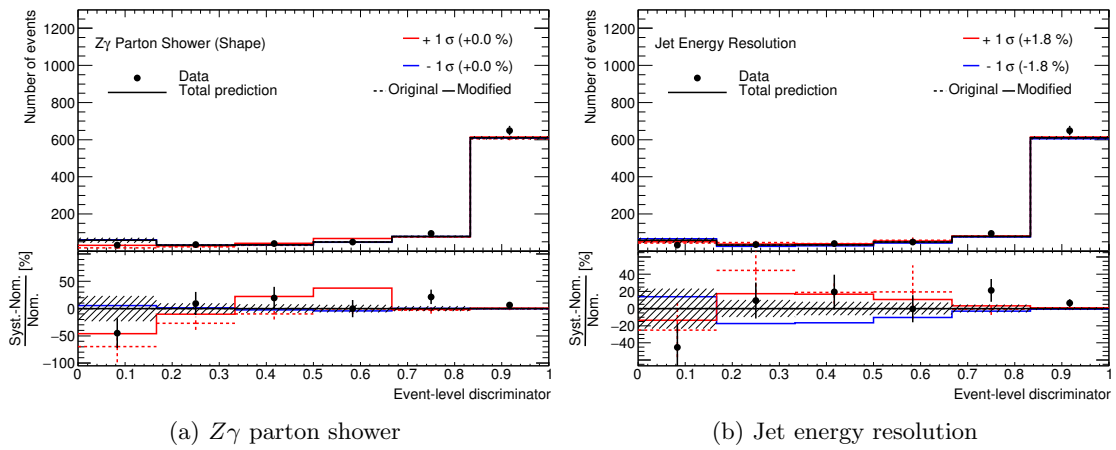 Number of events
1200
1000
800
600
400
200
Zγ Parton Shower (Shape)
+ 1 σ (+0.0 %)
- 1 σ (+0.0 %)
Data
Total prediction
Original Modified
Syst.-Nom.
Nom.
[%]
50
0
−50
−100
0 0.1 0.2 0.3 0.4 0.5 0.6 0.7 0.8 0.9 1
Event-level discriminator
(a) Zγ parton shower
Number of events
1200
1000
800
600
400
200
Jet Energy Resolution
+ 1 σ (+1.8 %)
- 1 σ (-1.8 %)
Data
Total prediction
Original Modified
Syst.-Nom.
Nom.
[%]
40
20
0
−20
−40
0 0.1 0.2 0.3 0.4 0.5 0.6 0.7 0.8 0.9 1
Event-level discriminator
(b) Jet energy resolution